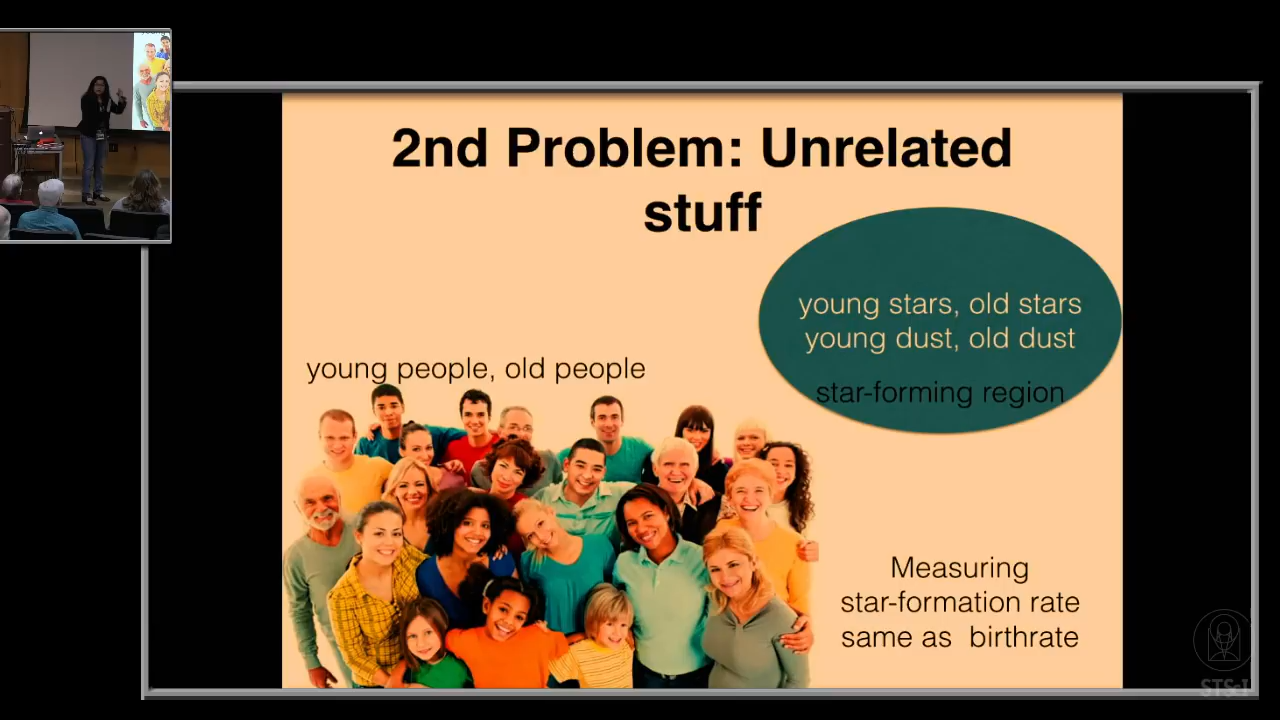 2nd Problem: Unrelated
stuff
young stars, old stars
young dust, old dust
star-forming region
young people, old people
Measuring
star-formation rate
same as birthrate
STScI